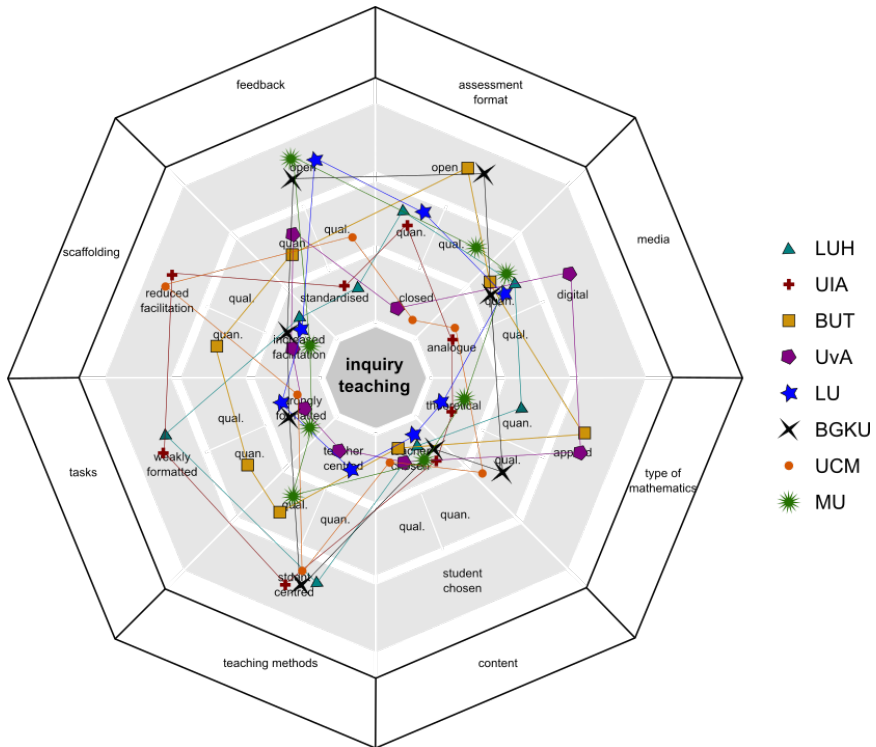 feedback
assessment
format
scaffolding
media
tasks
type of
mathematics
teaching methods
content
open
open
quan.
qual.
quan.
qual.
standardised
closed
reduced
facilitation
qual.
quan.
increased
facilitation
digital
quan.
qual.
analogue
inquiry
teaching
strongly
formatted
qual.
quan.
weakly
formatted
theoretical
quan.
qual.
applied
teacher
centred
qual.
quan.
stdent
centred
teacher
chosen
qual.
quan.
student
chosen
LUH
UIA
BUT
UvA
LU
BGKU
UCM
MU